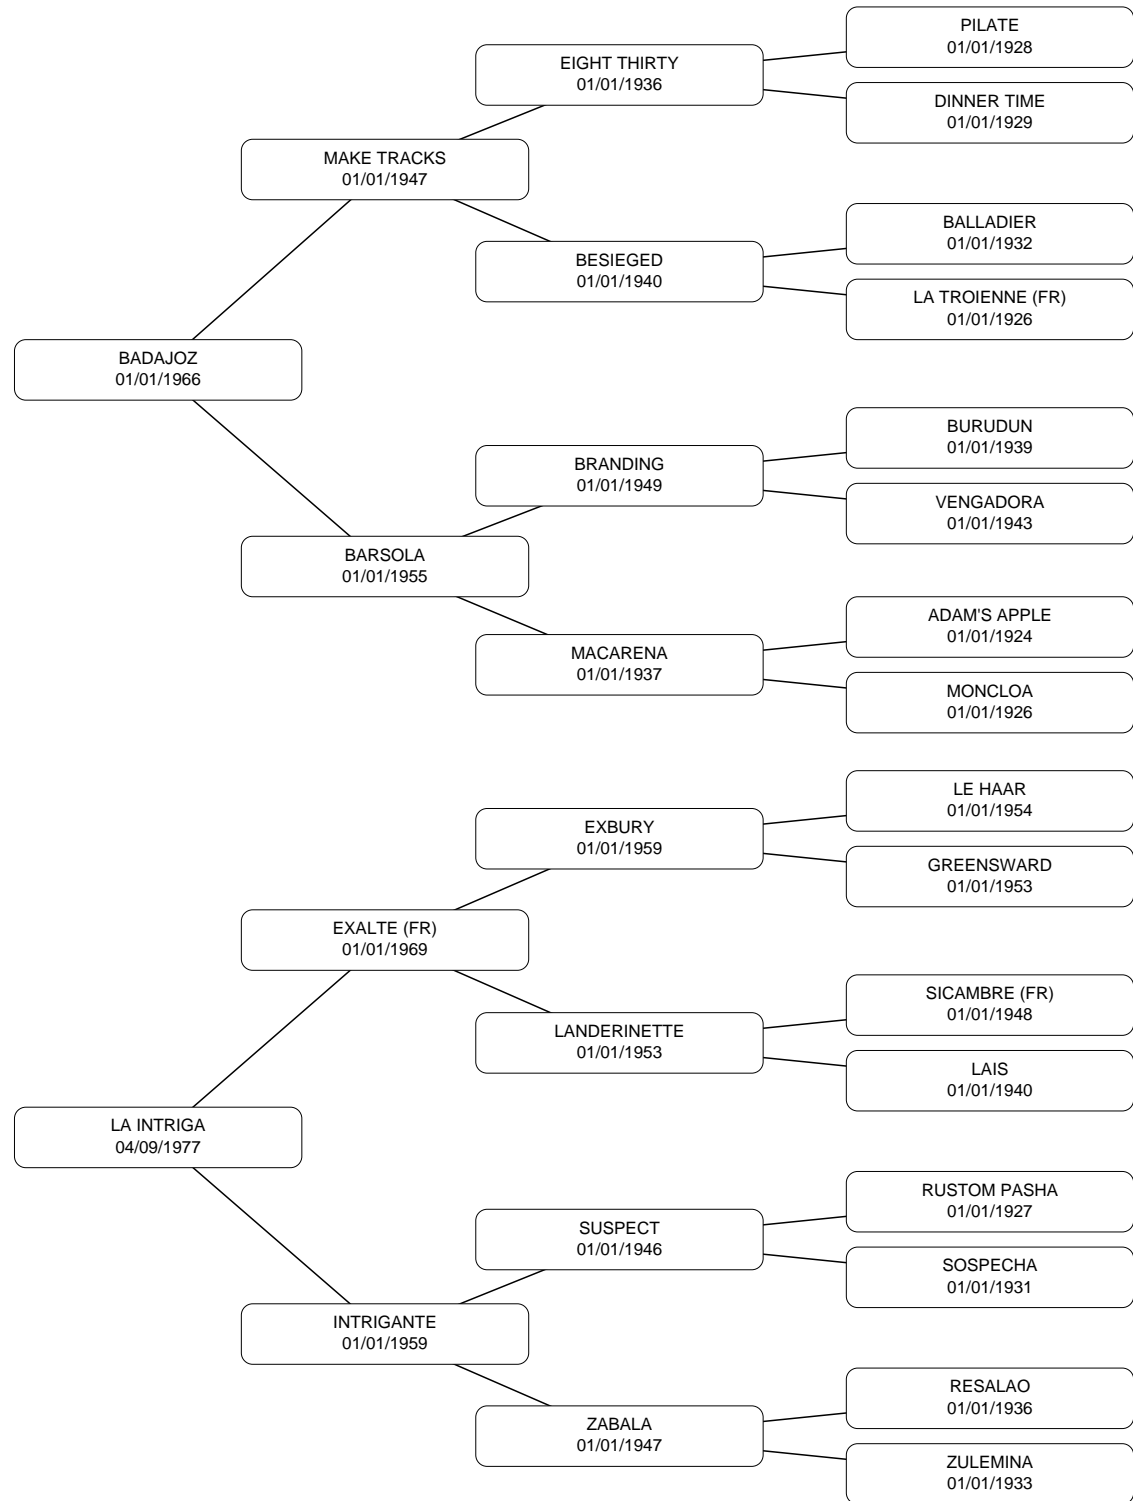 PILATE
01/01/1928
EIGHT THIRTY
01/01/1936
DINNER TIME
01/01/1929
MAKE TRACKS
01/01/1947
BALLADIER
01/01/1932
BESIEGED
01/01/1940
LA TROIENNE (FR)
01/01/1926
BADAJOZ
01/01/1966
BURUDUN
01/01/1939
BRANDING
01/01/1949
VENGADORA
01/01/1943
BARSOLA
01/01/1955
ADAM'S APPLE
01/01/1924
MACARENA
01/01/1937
MONCLOA
01/01/1926
LE HAAR
01/01/1954
EXBURY
01/01/1959
GREENSWARD
01/01/1953
EXALTE (FR)
01/01/1969
SICAMBRE (FR)
01/01/1948
LANDERINETTE
01/01/1953
LAIS
01/01/1940
LA INTRIGA
04/09/1977
RUSTOM PASHA
01/01/1927
SUSPECT
01/01/1946
SOSPECHA
01/01/1931
INTRIGANTE
01/01/1959
RESALAO
01/01/1936
ZABALA
01/01/1947
ZULEMINA
01/01/1933